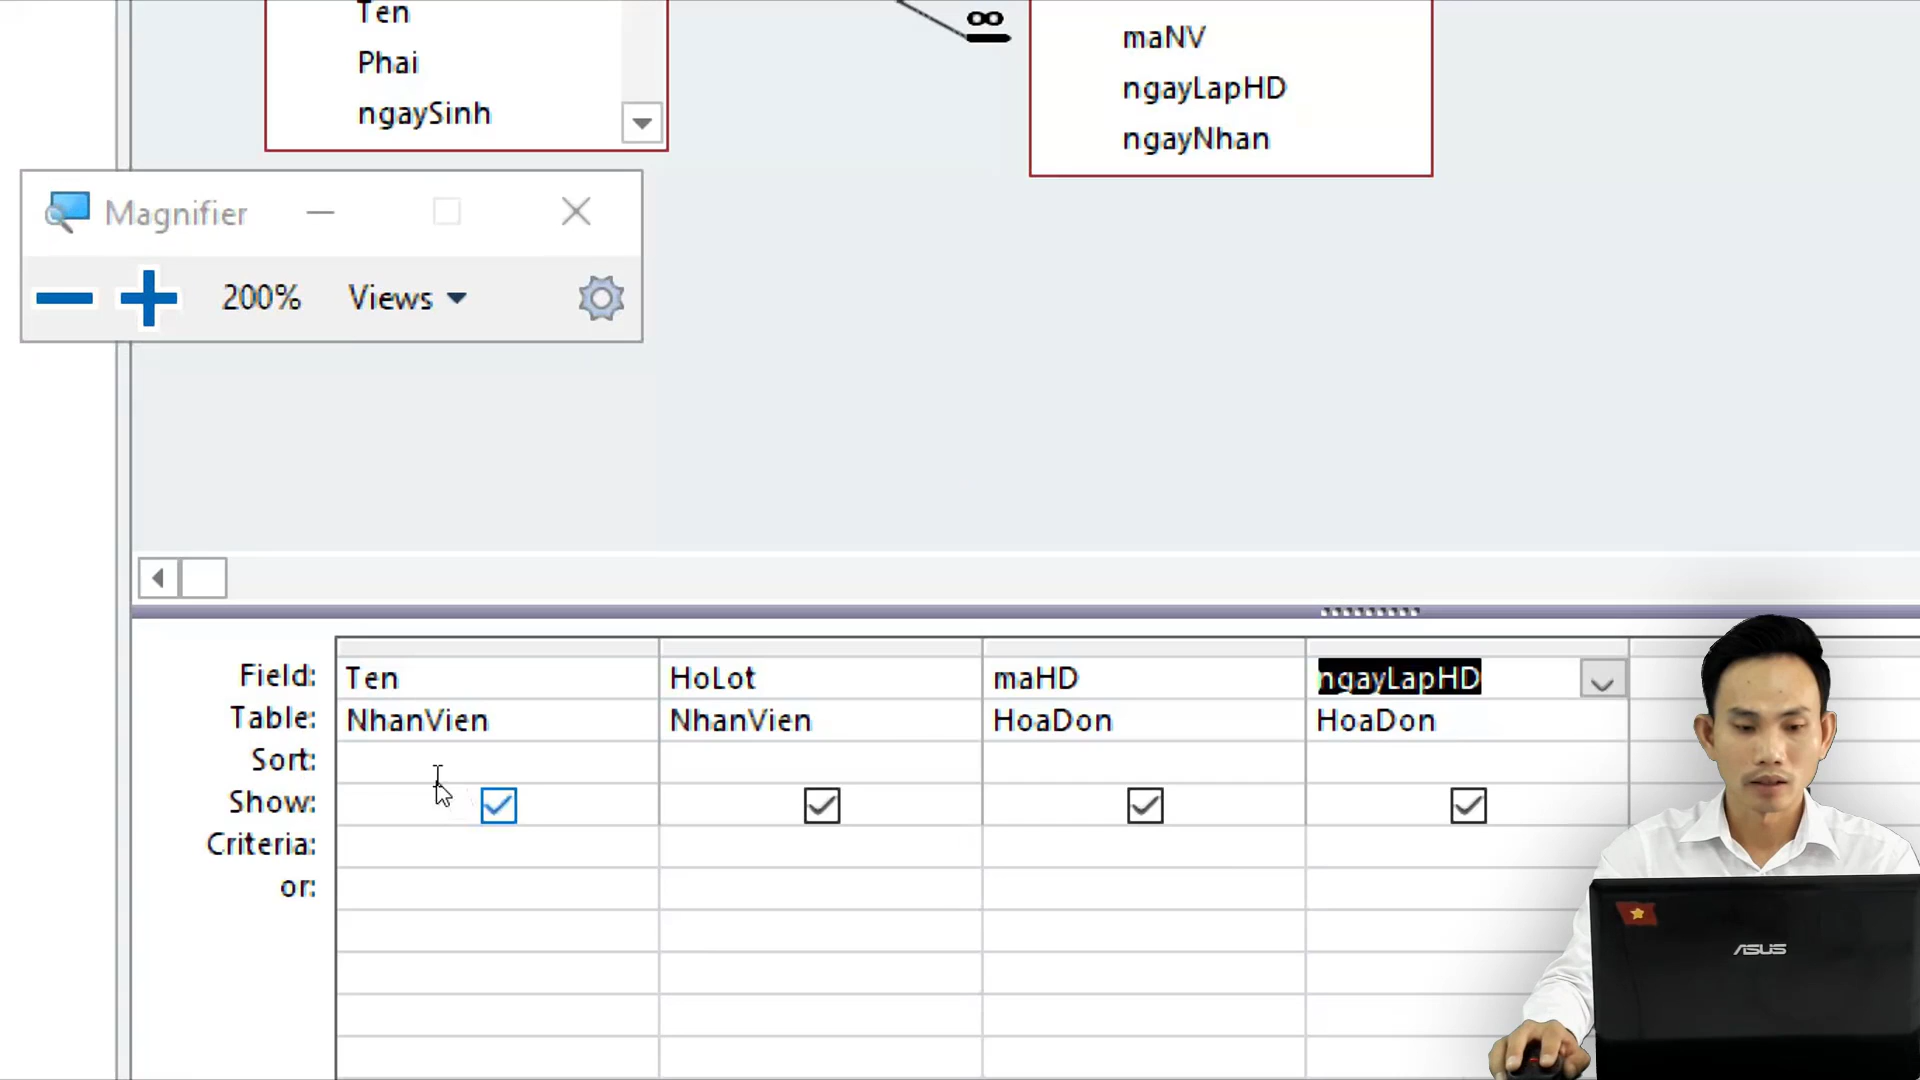 Ten
Phai
ngaySinh
maNV
ngayLapHD
ngayNhan
Magnifier
200% Views
Field: Ten HoLot maHD ngayLapHD
Table: NhanVien NhanVien HoaDon HoaDon
Sort:
Show:
Criteria:
or:
ASUS